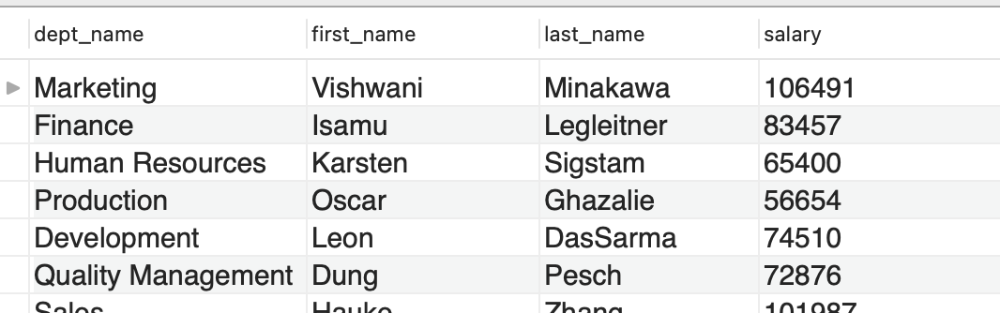 dept_name first_name last_name salary
Marketing Vishwani Minakawa 106491
Finance Isamu Legleitner 83457
Human Resources Karsten Sigstam 65400
Production Oscar Ghazalie 56654
Development Leon DasSarma 74510
Quality Management Dung Pesch 72876
Sales Hauke Zhang 101987